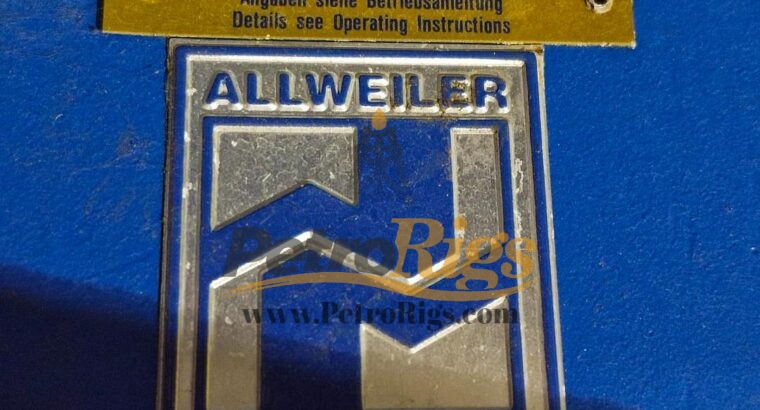 Angaben siehe Betriebsanleitung
Details see Operating Instructions
ALLWEILER
PetroRigs
www.PetroRigs.com